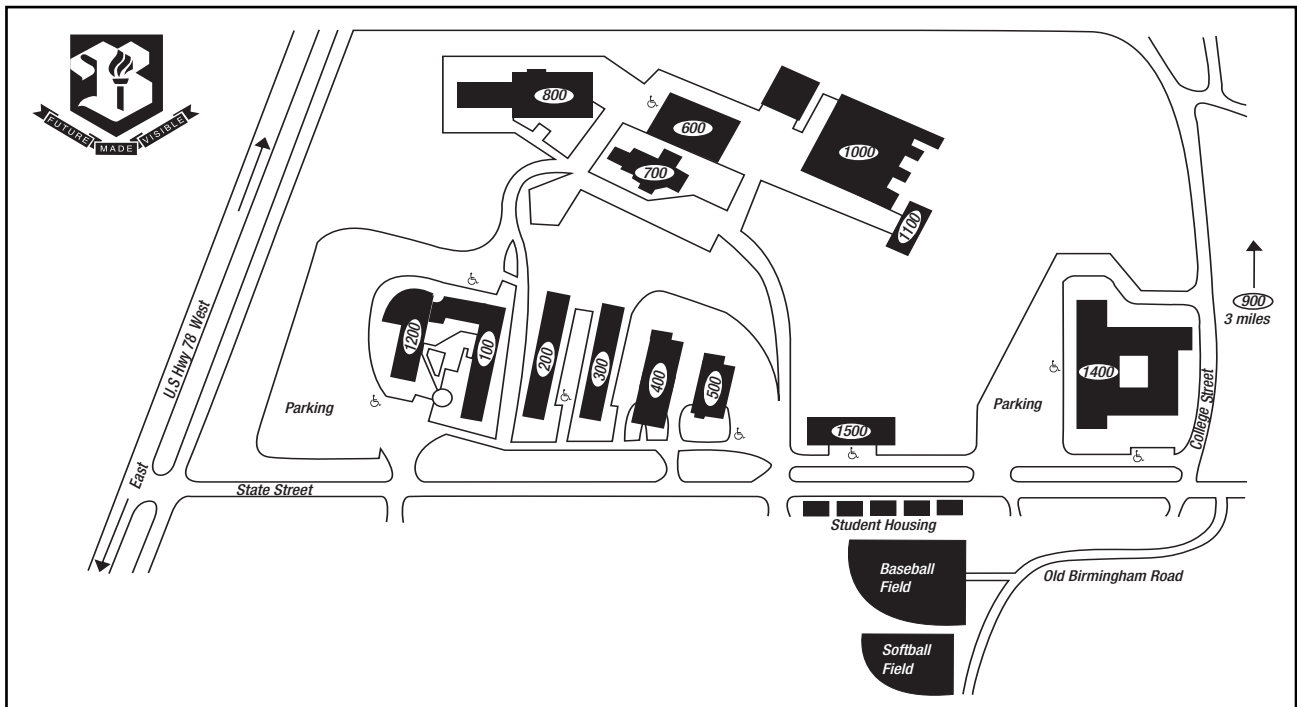 B
FUTURE
MADE
VISIBLE
800
600
700
1000
1100
900
3 miles
U.S Hwy 78 West
1200
100
200
300
400
500
1400
Parking
Parking
1500
College Street
East
State Street
Student Housing
Baseball
Field
Old Birmingham Road
Softball
Field